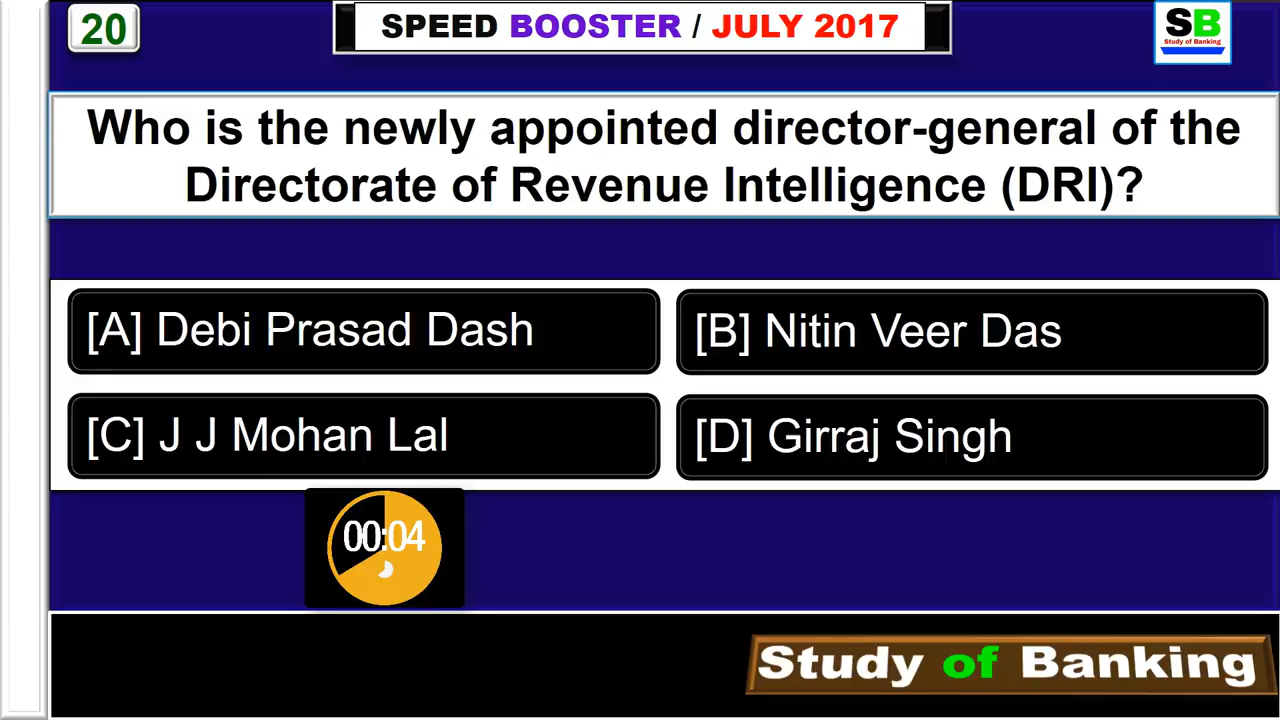 20
SPEED BOOSTER / JULY 2017
SB
Study of Banking
Who is the newly appointed director-general of the
Directorate of Revenue Intelligence (DRI)?
[A] Debi Prasad Dash
[B] Nitin Veer Das
[C] J J Mohan Lal
[D] Girraj Singh
00:04
Study of Banking